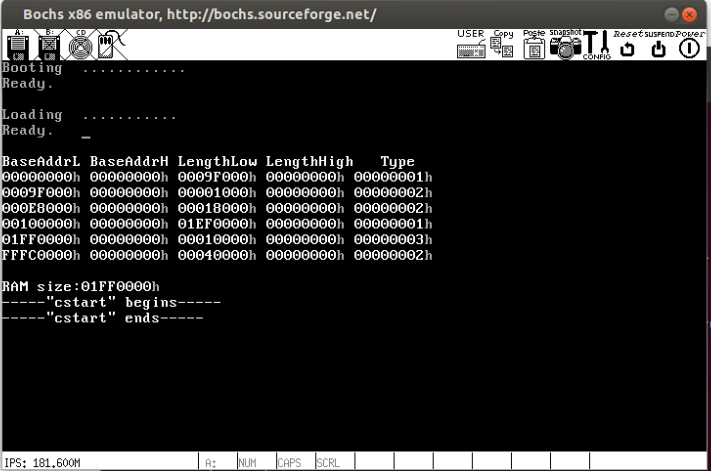 Bochs x86 emulator, http://bochs.sourceforge.net/
A: B: CD USER Copy Paste snapshot CONFIG Reset SUSPEND Power
Booting ............
Ready.
Loading ...........
Ready. _
BaseAddrL BaseAddrH LengthLow LengthHigh Type
00000000h 00000000h 0009F000h 00000000h 00000001h
0009F000h 00000000h 00001000h 00000000h 00000002h
000E8000h 00000000h 00018000h 00000000h 00000002h
00100000h 00000000h 01EF0000h 00000000h 00000001h
01FF0000h 00000000h 00010000h 00000000h 00000003h
FFFC0000h 00000000h 00040000h 00000000h 00000002h
RAM size:01FF0000h
-----"cstart" begins-----
-----"cstart" ends-----
IPS: 181.600M A: NUM CAPS SCRL